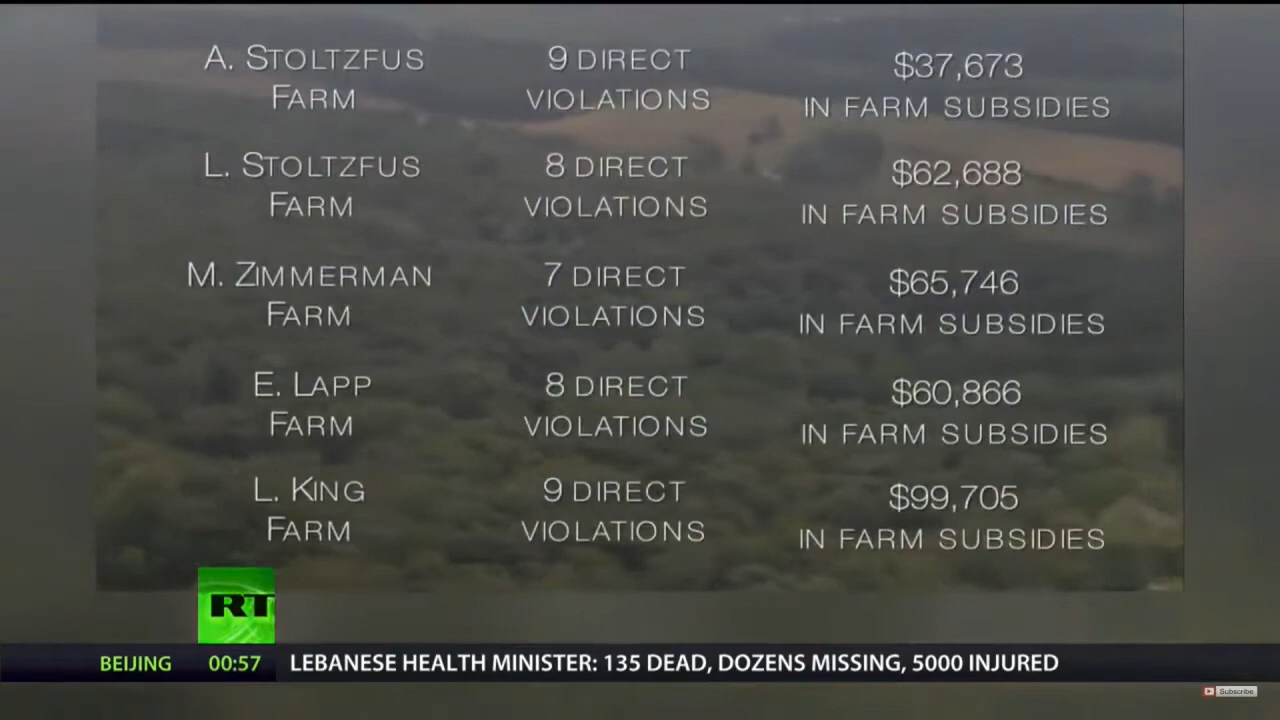 A. STOLTZFUS FARM
9 DIRECT VIOLATIONS
$37,673 IN FARM SUBSIDIES
L. STOLTZFUS FARM
8 DIRECT VIOLATIONS
$62,688 IN FARM SUBSIDIES
M. ZIMMERMAN FARM
7 DIRECT VIOLATIONS
$65,746 IN FARM SUBSIDIES
E. LAPP FARM
8 DIRECT VIOLATIONS
$60,866 IN FARM SUBSIDIES
L. KING FARM
9 DIRECT VIOLATIONS
$99,705 IN FARM SUBSIDIES
RT
BEIJING 00:57 LEBANESE HEALTH MINISTER: 135 DEAD, DOZENS MISSING, 5000 INJURED
Subscribe